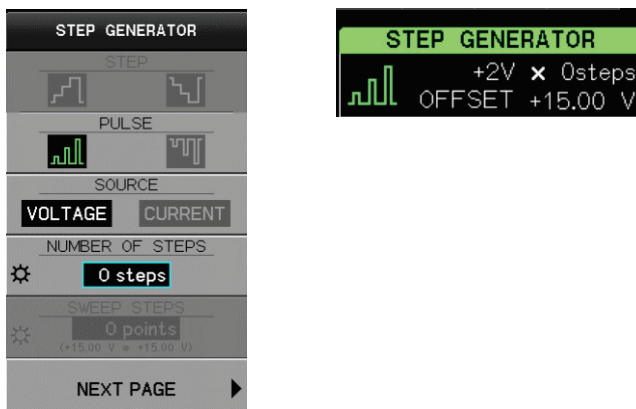 STEP GENERATOR
STEP
PULSE
SOURCE
VOLTAGE CURRENT
NUMBER OF STEPS
0 steps
SWEEP STEPS
0 points
(+15.00 V @ +15.00 V)
NEXT PAGE
STEP GENERATOR
+2V × 0steps
OFFSET +15.00 V